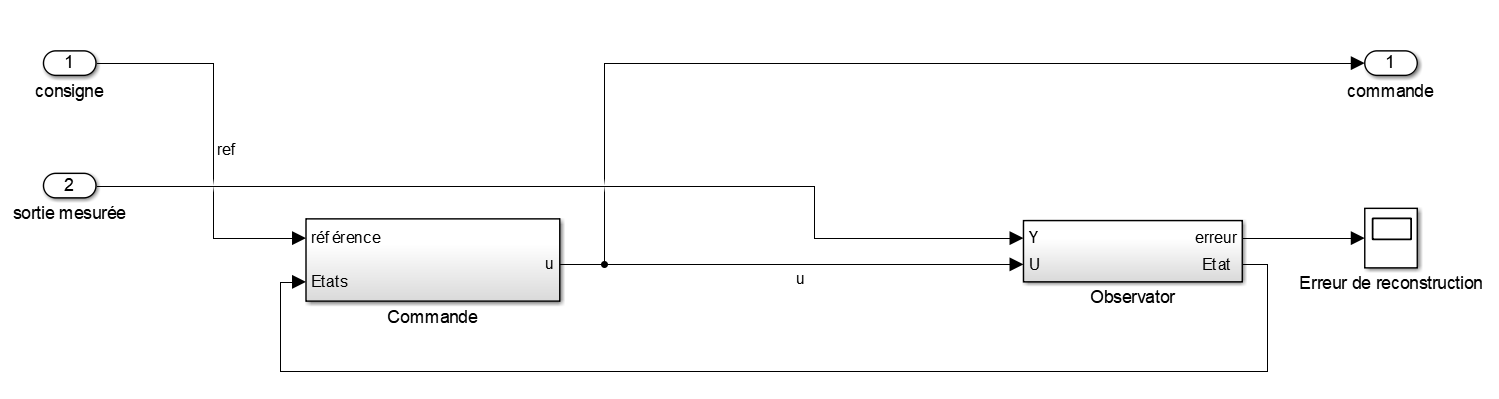 1
consigne
1
commande
ref
2
sortie mesurée
référence
Etats
u
Commande
u
Y
U
erreur
Etat
Observator
Erreur de reconstruction